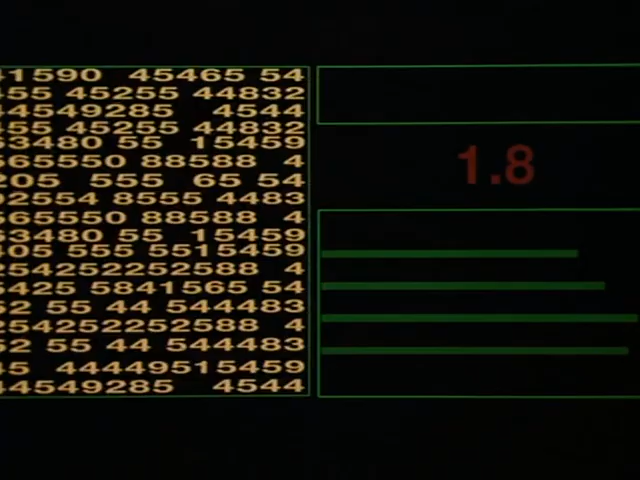 41590 45465 54
455 45255 44832
44549285 4544
455 45255 44832
53480 55 15459
565550 88588 4
205 555 65 54
92554 8555 4483
565550 88588 4
53480 55 15459
405 555 5515459
254252252588 4
5425 5841565 54
52 55 44 544483
254252252588 4
52 55 44 544483
45 44449515459
44549285 4544
1.8